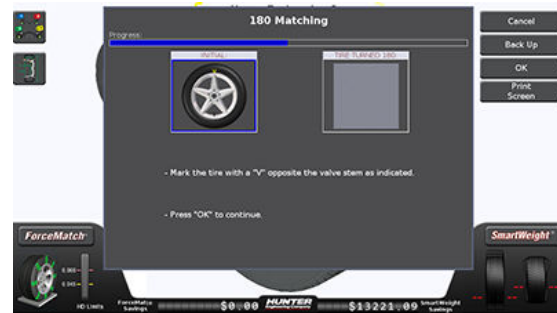 180 Matching
Progress:
INITIAL:
TIRE TURNED 180
Cancel
Back Up
OK
Print
Screen
- Mark the tire with a "V" opposite the valve stem as indicated.
- Press "OK" to continue.
ForceMatch
SmartWeight
HD Limits
ForceMatch
Savings
$0.00
HUNTER
Engineering Company
$13221.09
SmartWeight
Savings